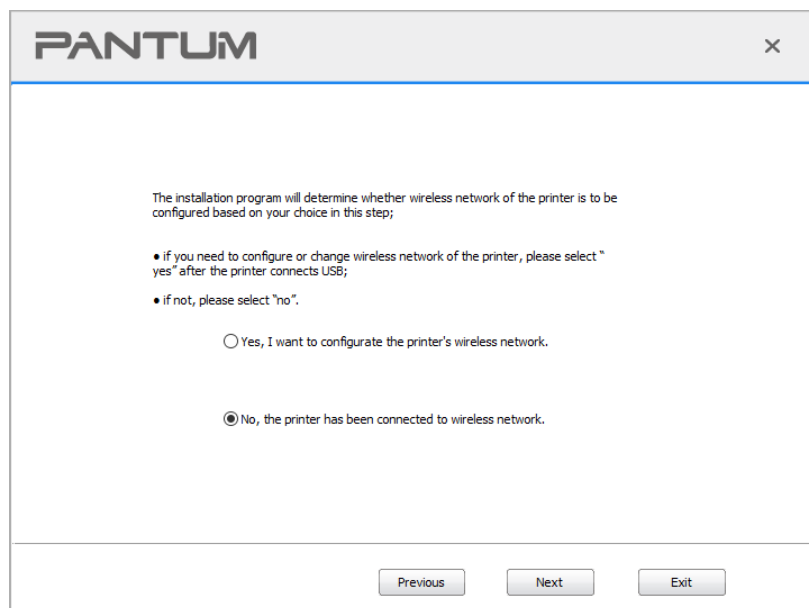 PANTUM
The installation program will determine whether wireless network of the printer is to be
configured based on your choice in this step;
● if you need to configure or change wireless network of the printer, please select “
yes” after the printer connects USB;
● if not, please select “no”.
Yes, I want to configurate the printer's wireless network.
No, the printer has been connected to wireless network.
Previous Next Exit